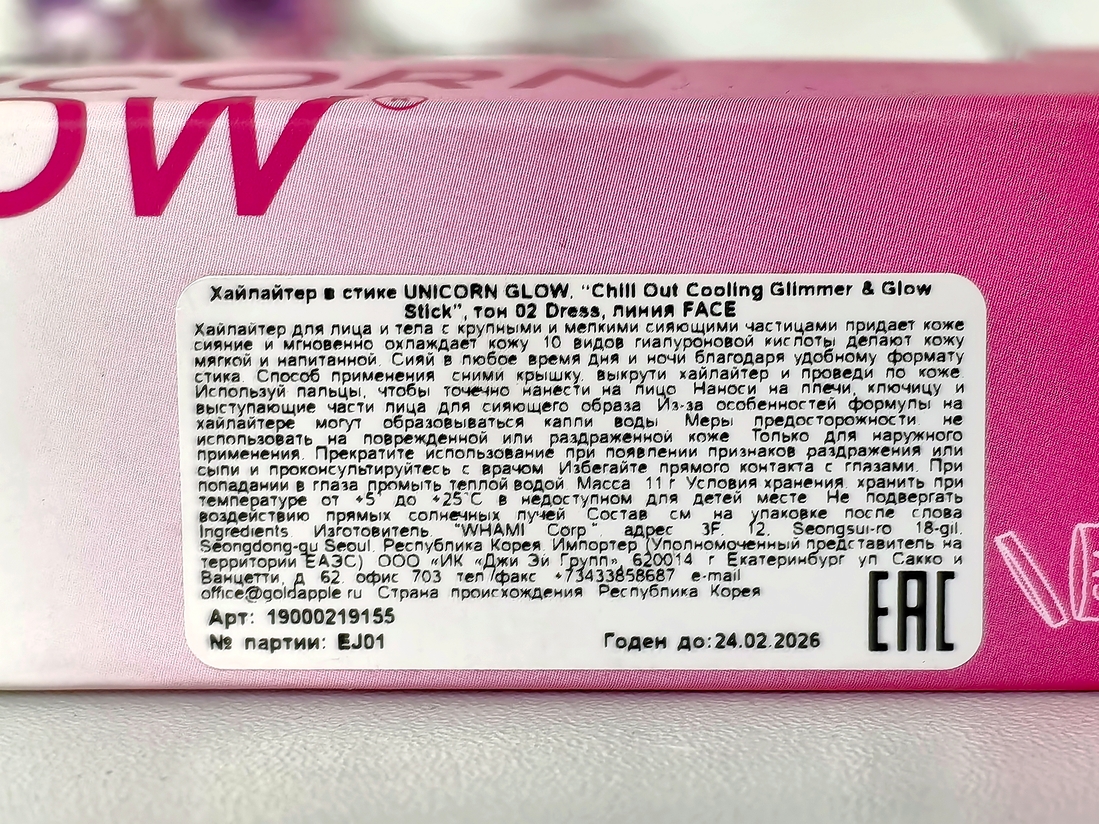 CORN
OW®
Хайлайтер в стике UNICORN GLOW, "Chill Out Cooling Glimmer & Glow
Stick", тон 02 Dress, линия FACE
Хайлайтер для лица и тела с крупными и мелкими сияющими частицами придает коже
сияние и мгновенно охлаждает кожу 10 видов гиалуроновой кислоты делают кожу
мягкой и напитанной. Сияй в любое время дня и ночи благодаря удобному формату
стика. Способ применения сними крышку, выкрути хайлайтер и проведи по коже.
Используй пальцы, чтобы точечно нанести на лицо Наноси на плечи, ключицу и
выступающие части лица для сияющего образа Из-за особенностей формулы на
хайлайтере могут образовываться капли воды Меры предосторожности. не
использовать на поврежденной или раздраженной коже Только для наружного
применения. Прекратите использование при появлении признаков раздражения или
сыпи и проконсультируйтесь с врачом Избегайте прямого контакта с глазами. При
попадании в глаза промыть теплой водой. Масса 11 г Условия хранения. хранить при
температуре от +5° до +25°С в недоступном для детей месте Не подвергать
воздействию прямых солнечных лучей Состав см на упаковке после слова
Ingredients Изготовитель. "WHAMI Corp." адрес 3F, 12, Seongsui-ro 18-gil,
Seongdong-gu Seoul, Республика Корея. Импортер (Уполномоченный представитель на
территории ЕАЭС) ООО «ИК «Джи Эй Групп», 620014 г Екатеринбург ул Сакко и
Ванцетти, д 62. офис 703 тел /факс +73433858687 e-mail
office@goldapple ru Страна происхождения Республика Корея
Арт: 19000219155
№ партии: EJ01
Годен до:24.02.2026
EAC